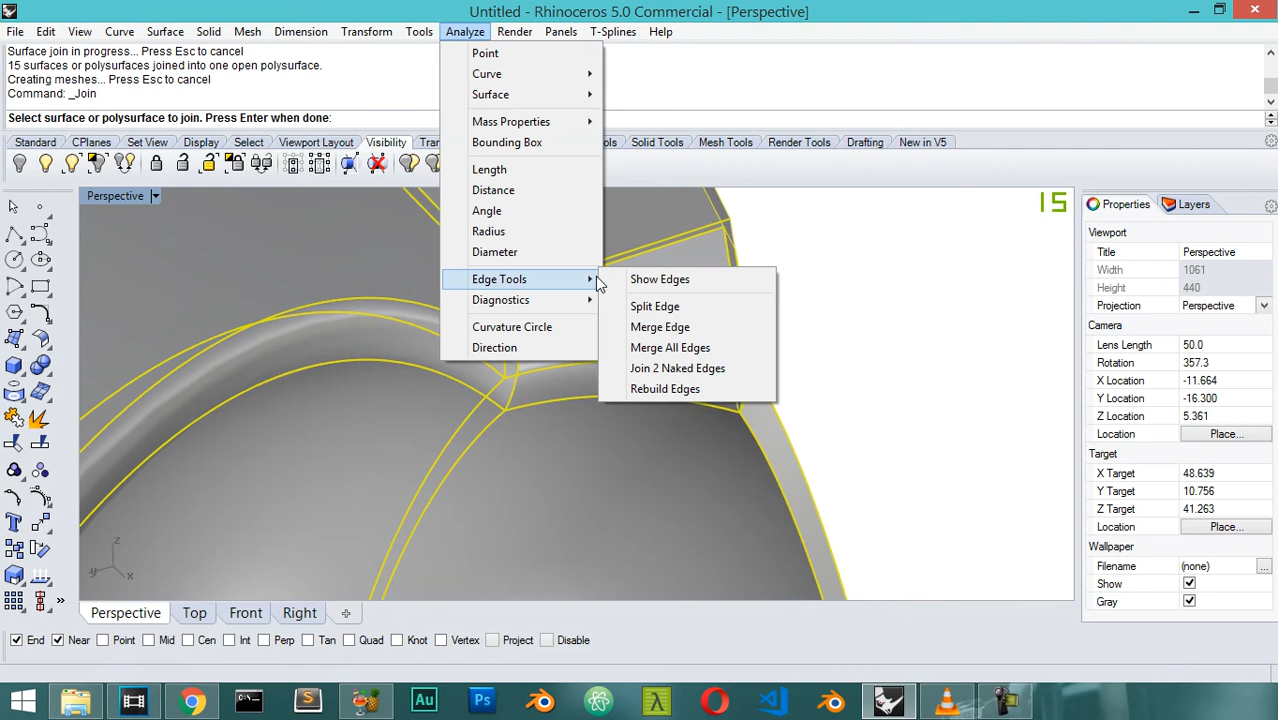 Untitled - Rhinoceros 5.0 Commercial - [Perspective]
File Edit View Curve Surface Solid Mesh Dimension Transform Tools Analyze Render Panels T-Splines Help
Surface join in progress... Press Esc to cancel
15 surfaces or polysurfaces joined into one open polysurface.
Creating meshes... Press Esc to cancel
Command: _Join
Select surface or polysurface to join. Press Enter when done:
Standard CPlanes Set View Display Select Viewport Layout Visibility Solid Tools Mesh Tools Render Tools Drafting New in V5
Point
Curve
Surface
Mass Properties
Bounding Box
Length
Distance
Angle
Radius
Diameter
Edge Tools
Diagnostics
Curvature Circle
Direction
Show Edges
Split Edge
Merge Edge
Merge All Edges
Join 2 Naked Edges
Rebuild Edges
Perspective
15
z
y
x
Properties Layers
Viewport
Title Perspective
Width 1061
Height 440
Projection Perspective
Camera
Lens Length 50.0
Rotation 357.3
X Location -11.664
Y Location -16.300
Z Location 5.361
Location Place...
Target
X Target 48.639
Y Target 10.756
Z Target 41.263
Location Place...
Wallpaper
Filename (none) ...
Show
Gray
Perspective Top Front Right
End Near Point Mid Cen Int Perp Tan Quad Knot Vertex Project Disable
Au Ps